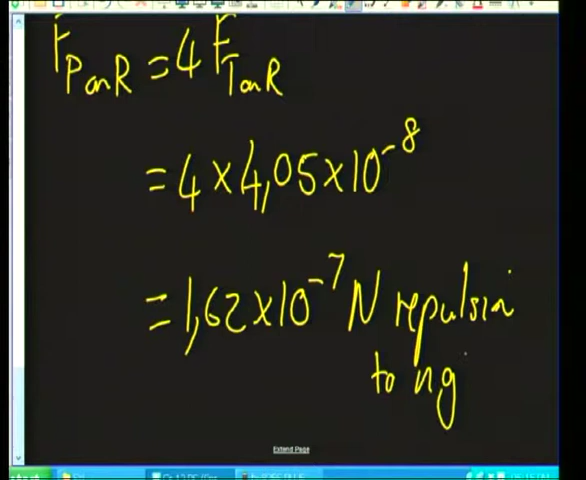 F_PonR = 4 F_TonR
= 4 × 4,05 × 10^-8
= 1,62 × 10^-7 N repulsion
to rig
Extend Page